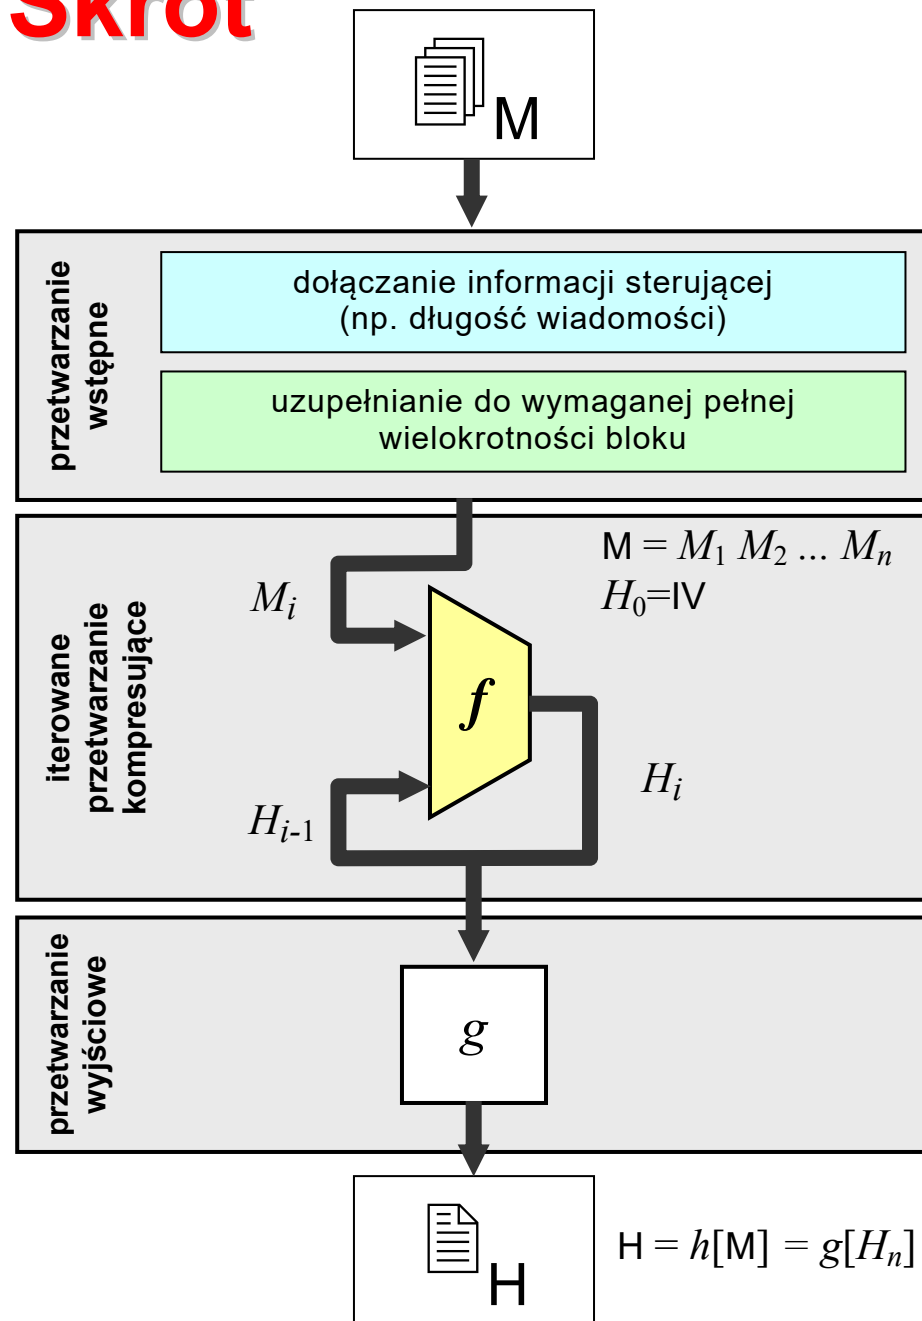 Skrót
M
przetwarzanie
wstępne
dołączanie informacji sterującej
(np. długość wiadomości)
uzupełnianie do wymaganej pełnej
wielokrotności bloku
iterowane
przetwarzanie
kompresujące
M = M₁ M₂ ... Mₙ
H₀=IV
Mᵢ
f
Hᵢ
Hᵢ₋₁
przetwarzanie
wyjściowe
g
H
H = h[M] = g[Hₙ]